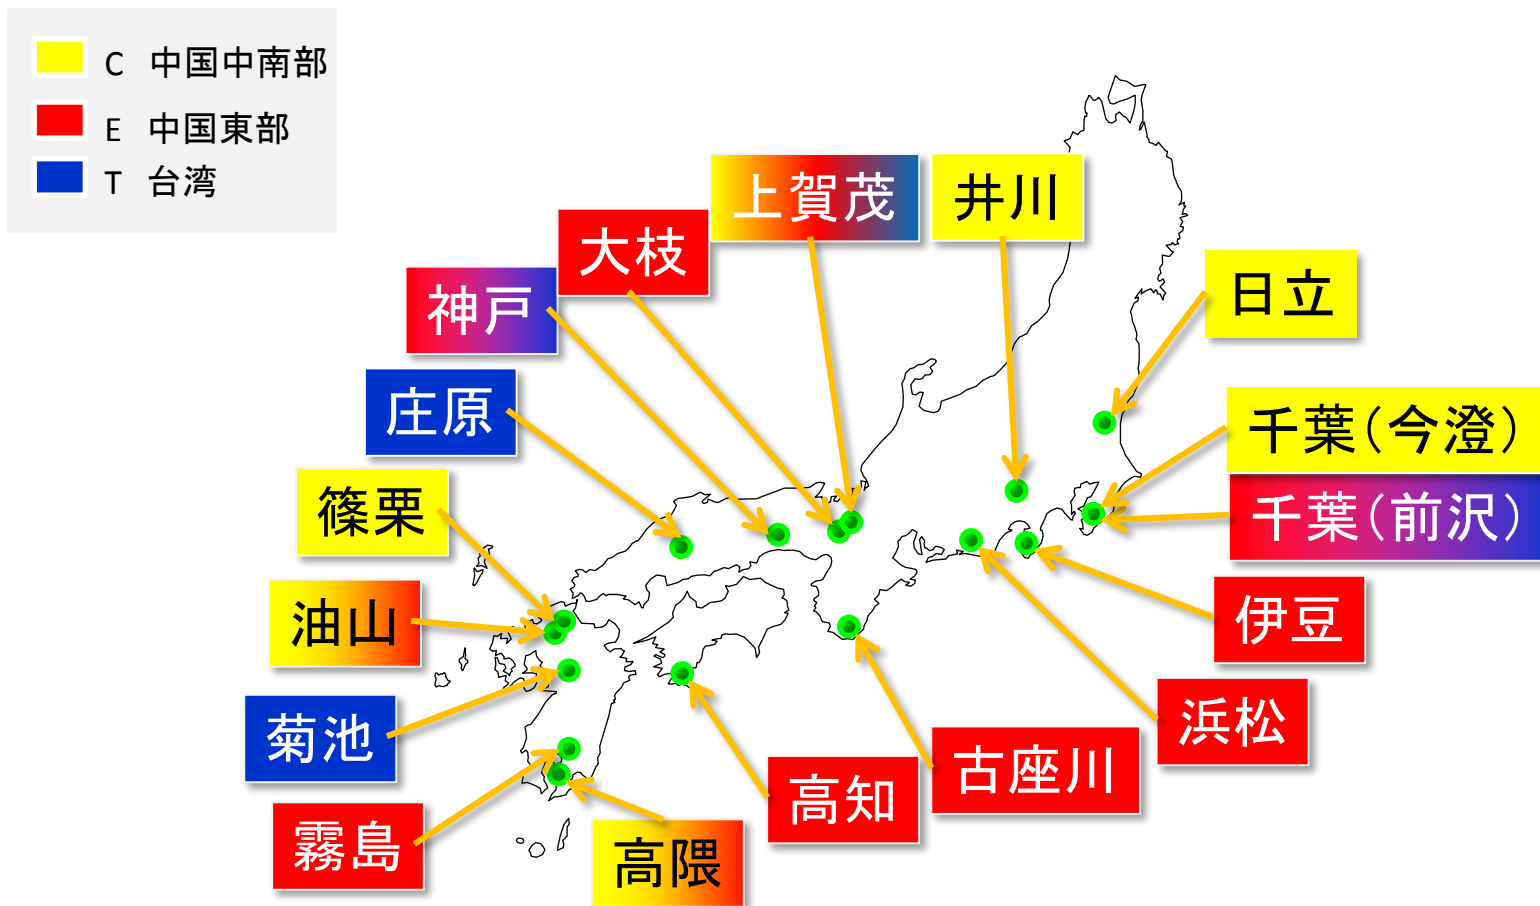 C 中国中南部
E 中国東部
T 台湾
上賀茂
井川
大枝
日立
神戸
庄原
千葉(今澄)
篠栗
千葉(前沢)
油山
伊豆
菊池
浜松
古座川
高知
霧島
高隈